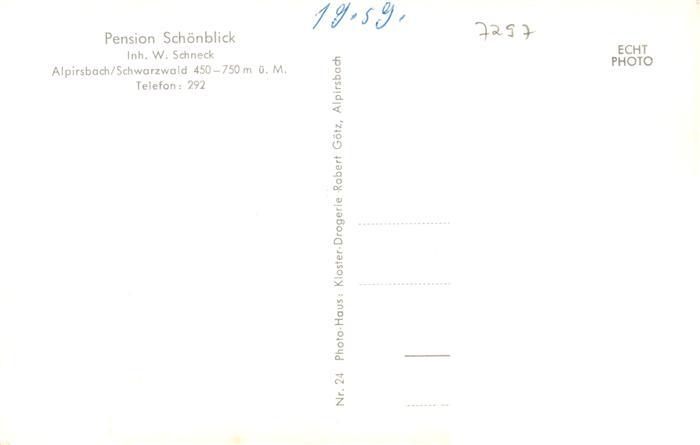 19.59.
7297
Pension Schönblick
Inh. W. Schneck
Alpirsbach/Schwarzwald 450–750 m ü. M.
Telefon: 292
ECHT
PHOTO
Nr. 24 Photo-Haus: Kloster-Drogerie Robert Götz, Alpirsbach